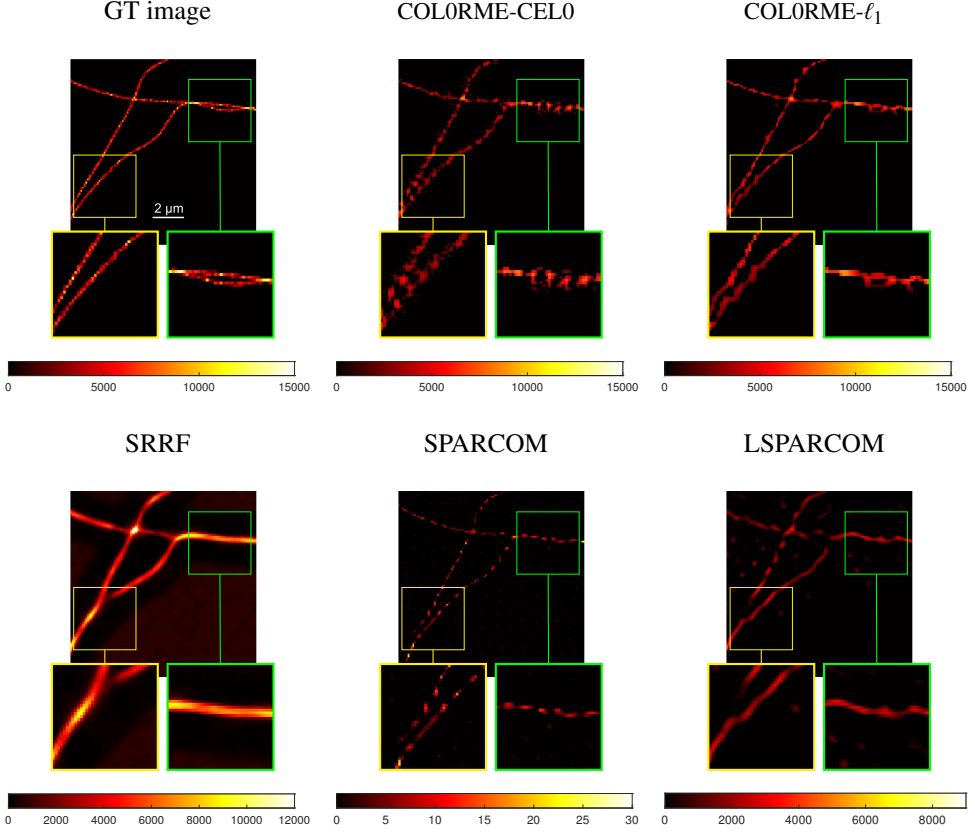 GT image COL0RME-CEL0 COL0RME-ℓ₁
2 µm
0 5000 10000 15000 0 5000 10000 15000 0 5000 10000 15000
SRRF SPARCOM LSPARCOM
0 2000 4000 6000 8000 10000 12000 0 5 10 15 20 25 30 0 2000 4000 6000 8000